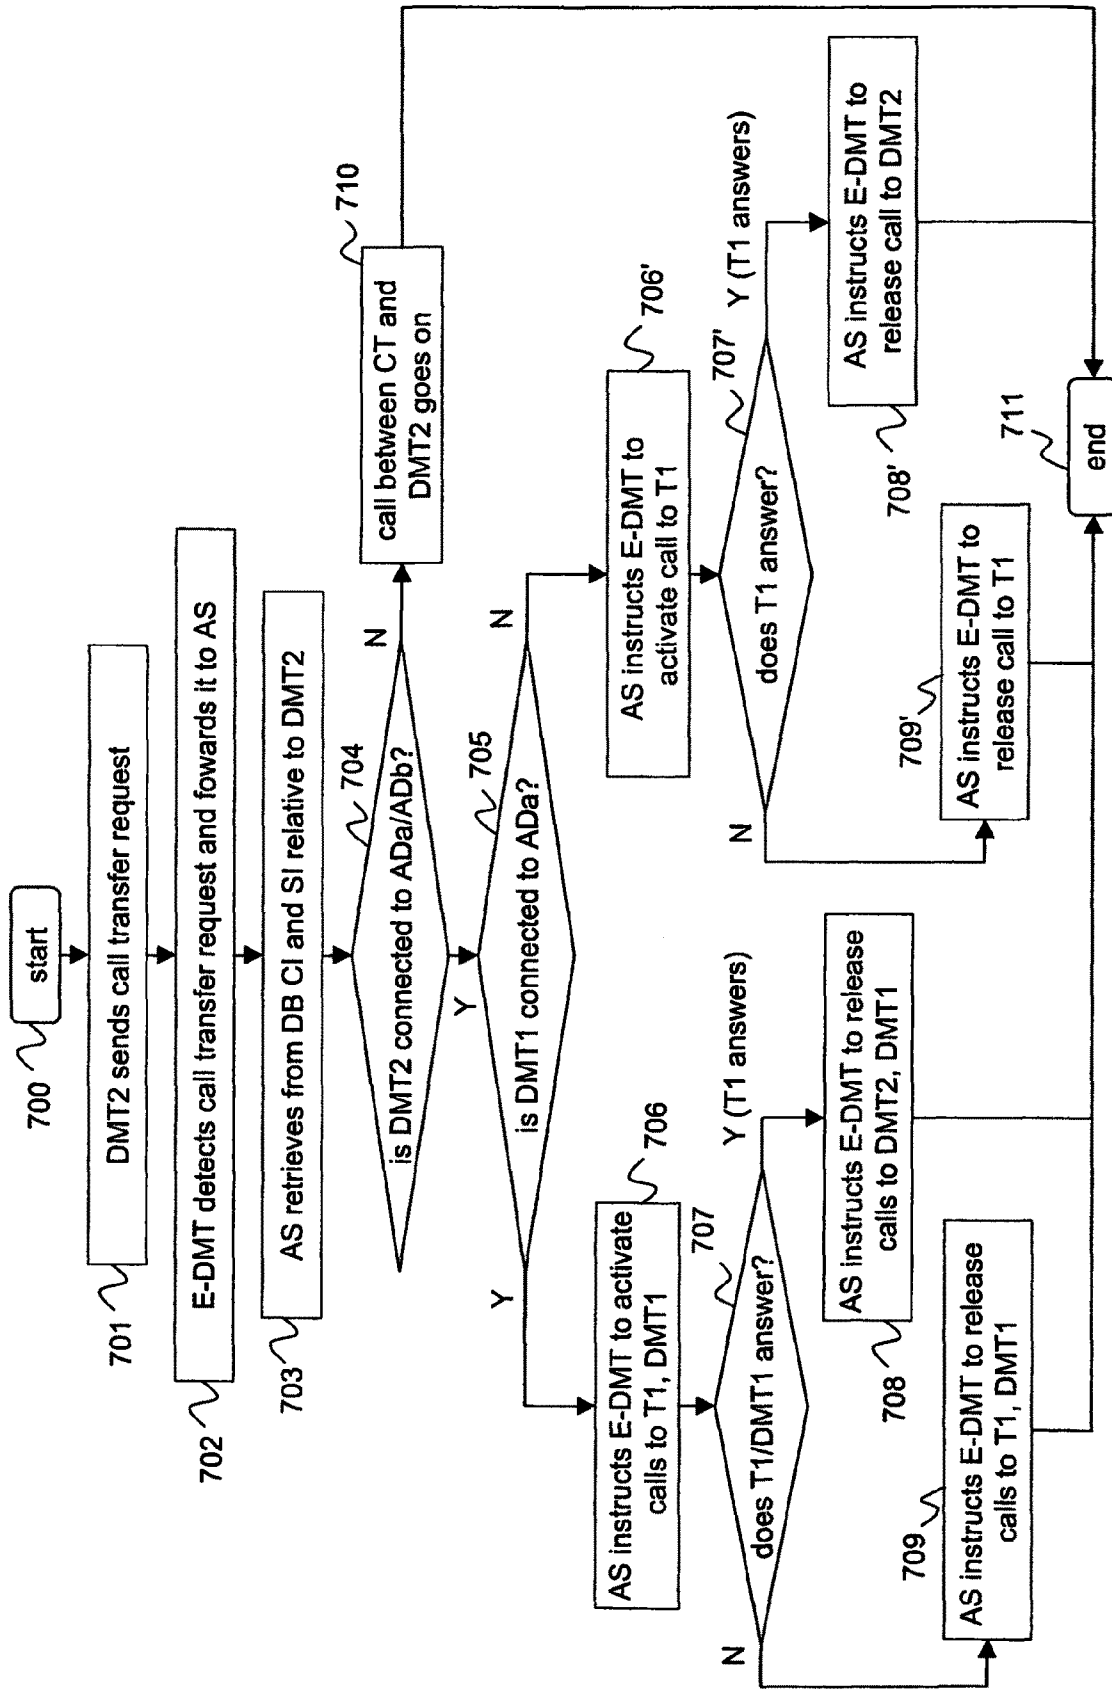 700
start
701
DMT2 sends call transfer request
702
E-DMT detects call transfer request and fowards it to AS
703
AS retrieves from DB CI and SI relative to DMT2
704
is DMT2 connected to ADa/ADb?
N
Y
710
call between CT and
DMT2 goes on
705
is DMT1 connected to ADa?
Y
N
706
AS instructs E-DMT to activate
calls to T1, DMT1
706'
AS instructs E-DMT to
activate call to T1
707
does T1/DMT1 answer?
N
Y (T1 answers)
707'
does T1 answer?
N
Y (T1 answers)
708
AS instructs E-DMT to release
calls to DMT2, DMT1
708'
AS instructs E-DMT to
release call to DMT2
709
AS instructs E-DMT to release
calls to T1, DMT1
709'
AS instructs E-DMT to
release call to T1
711
end